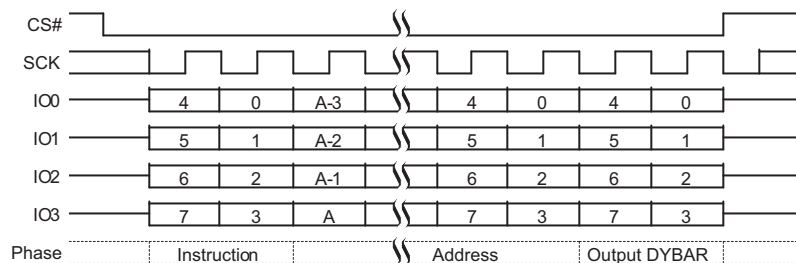 CS#
SCK
IO0 4 0 A-3 4 0 4 0
IO1 5 1 A-2 5 1 5 1
IO2 6 2 A-1 6 2 6 2
IO3 7 3 A 7 3 7 3
Phase Instruction Address Output DYBAR